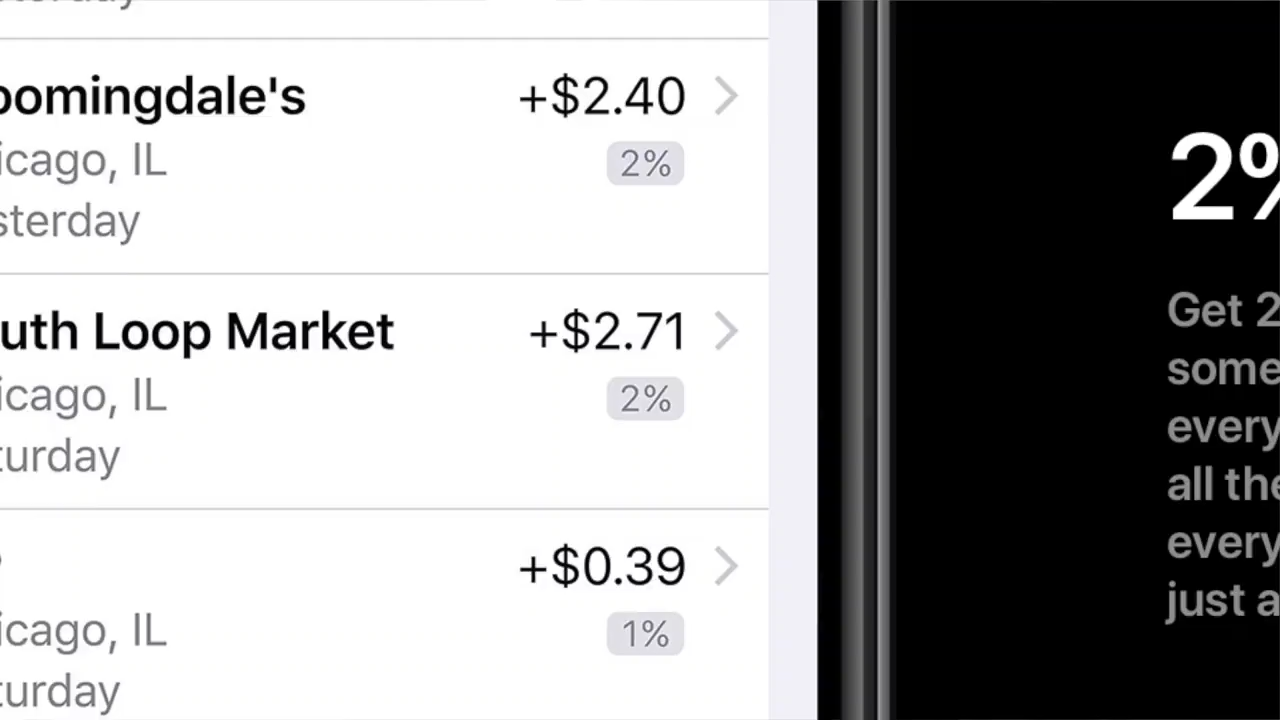 oomingdale's +$2.40
icago, IL 2%
sterday
uth Loop Market +$2.71
icago, IL 2%
turday
+$0.39
icago, IL 1%
turday
2%
Get 2
some
every
all the
every
just a